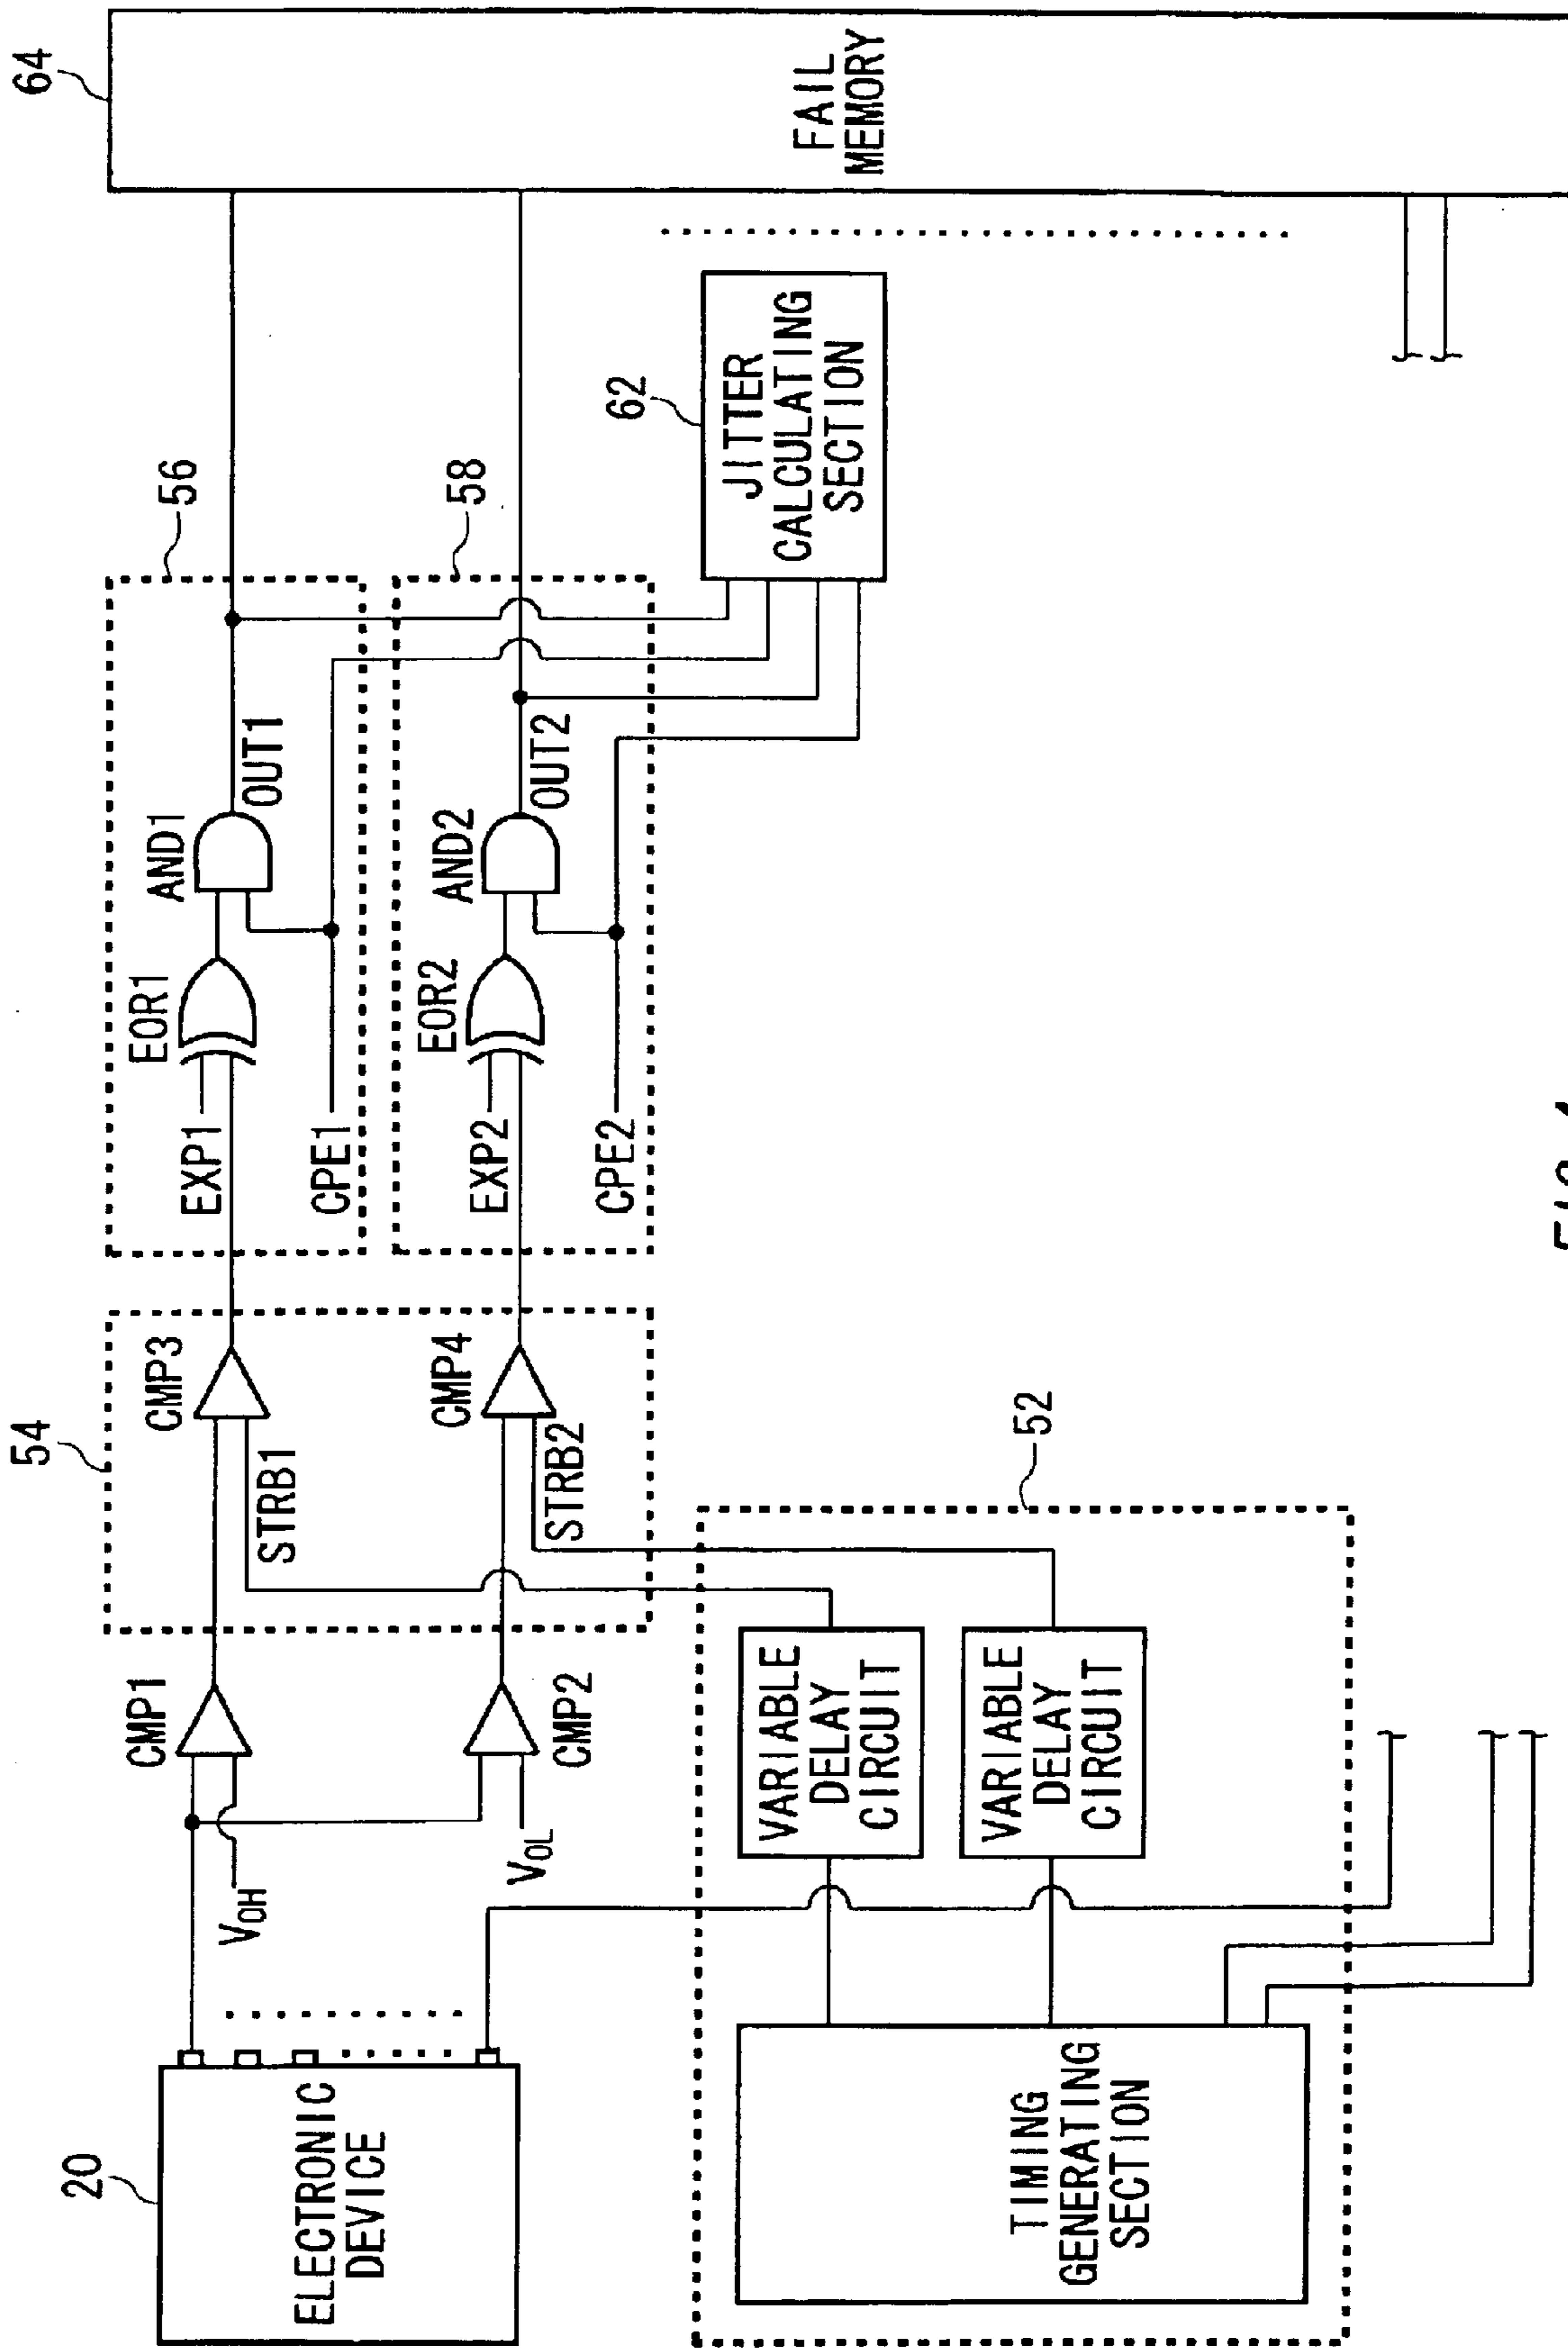 20
ELECTRONIC
DEVICE
VOH
VOL
CMP1
CMP2
54
CMP3
STRB1
CMP4
STRB2
EXP1
EOR1
AND1
OUT1
CPE1
56
EXP2
EOR2
AND2
OUT2
CPE2
58
62
JITTER
CALCULATING
SECTION
64
FAIL
MEMORY
52
TIMING
GENERATING
SECTION
VARIABLE
DELAY
CIRCUIT
VARIABLE
DELAY
CIRCUIT